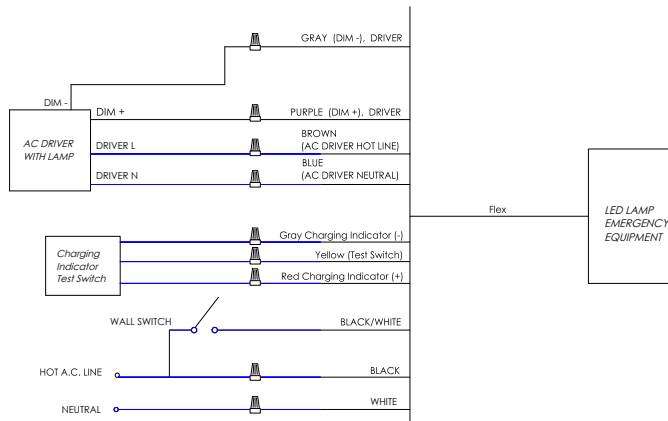 GRAY (DIM -), DRIVER
DIM -
DIM +
PURPLE (DIM +), DRIVER
AC DRIVER
WITH LAMP
DRIVER L
BROWN
(AC DRIVER HOT LINE)
DRIVER N
BLUE
(AC DRIVER NEUTRAL)
Flex
LED LAMP
EMERGENCY
EQUIPMENT
Charging
Indicator
Test Switch
Gray Charging Indicator (-)
Yellow (Test Switch)
Red Charging Indicator (+)
WALL SWITCH
BLACK/WHITE
HOT A.C. LINE
BLACK
NEUTRAL
WHITE